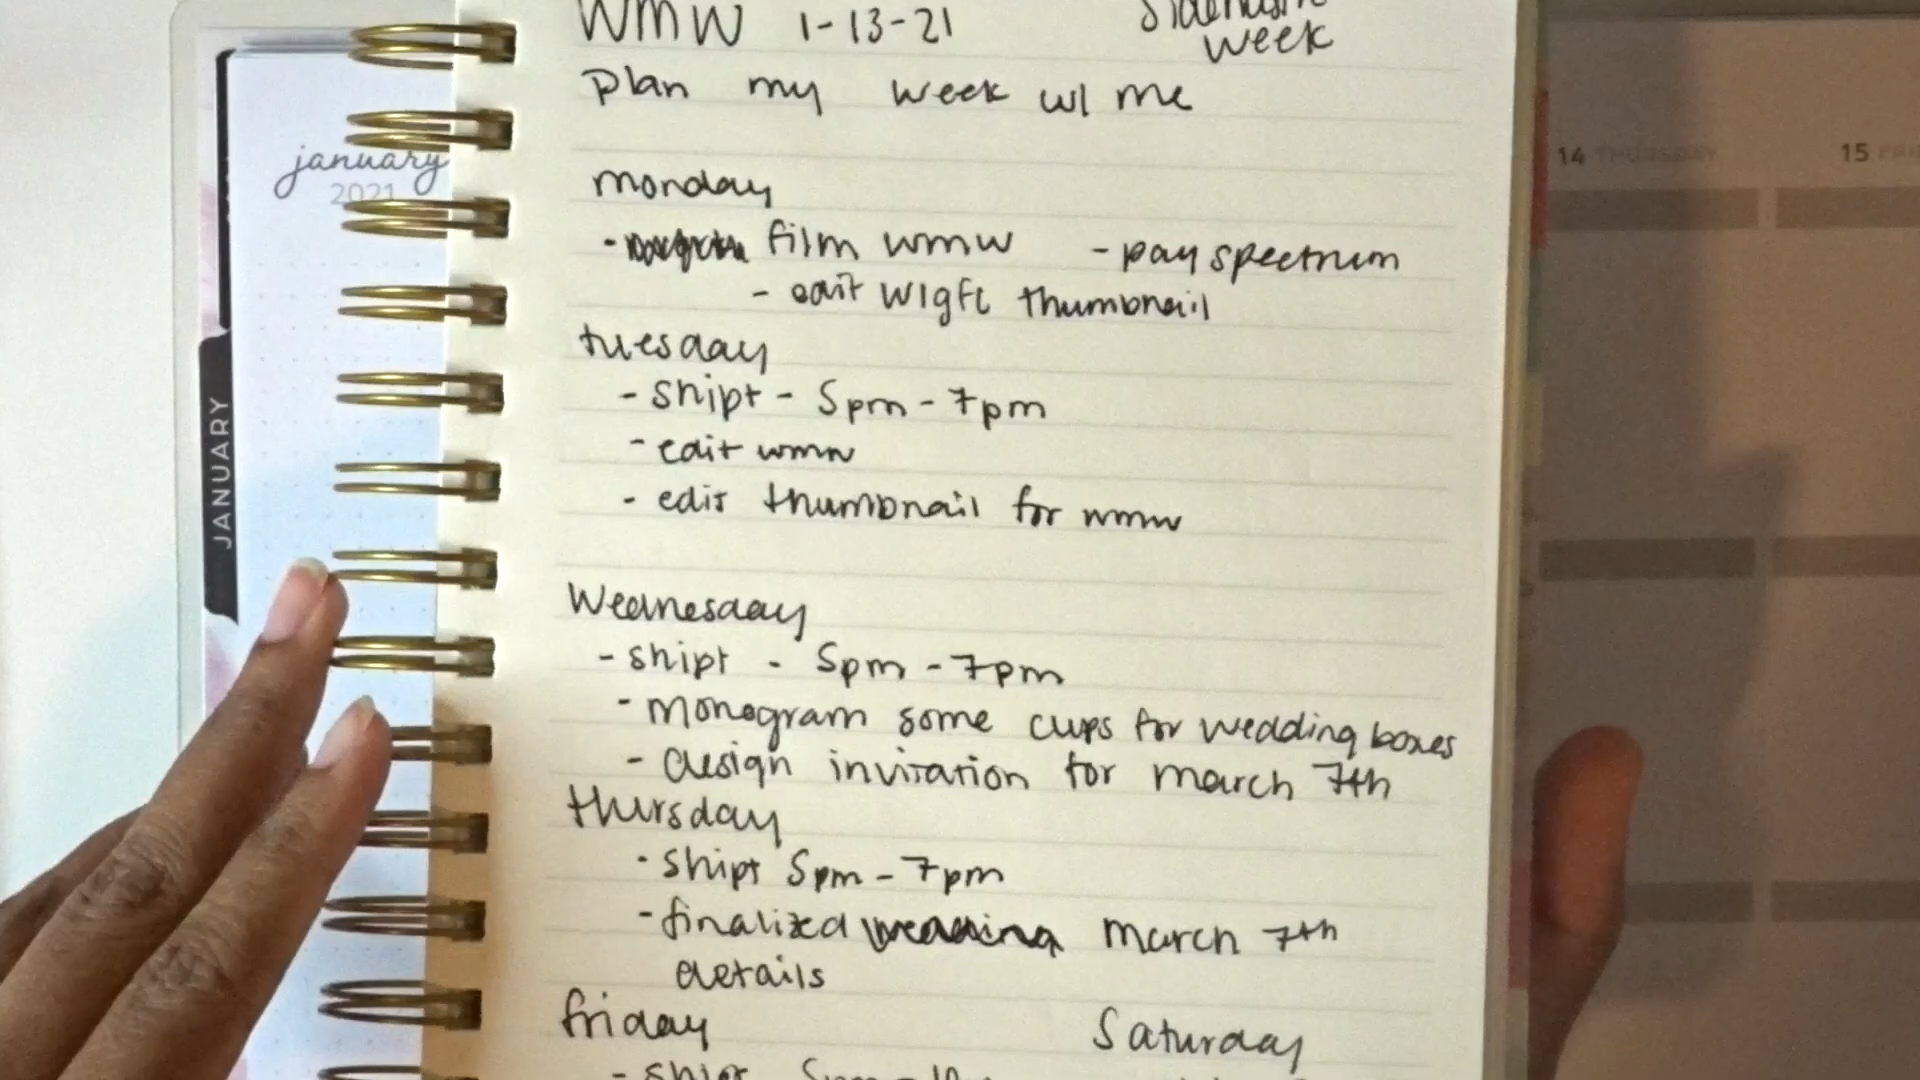 WMW 1-13-21
week
plan my week w/ me
monday
- film wmw - pay spectrum
- edit WIGFC thumbnail
tuesday
- shipt - 5pm - 7pm
- edit wmw
- edit thumbnail for wmw
Wednesday
- shipt - 5pm - 7pm
- monogram some cups for wedding boxes
- design invitation for march 7th
thursday
- shipt 5pm - 7pm
- finalized march 7th
details
friday Saturday
january
2021
JANUARY
14 THURSDAY
15